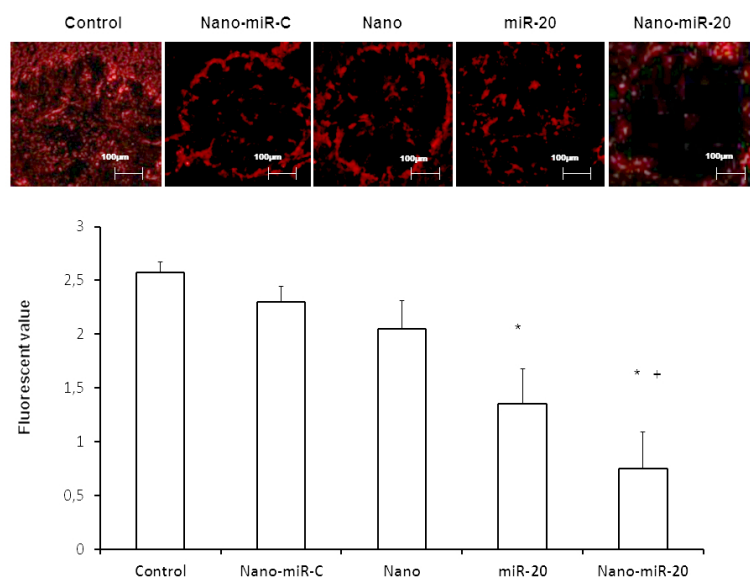 Control Nano-miR-C Nano miR-20 Nano-miR-20
100µm 100µm 100µm 100µm 100µm
3
2,5
2
1,5
1
0,5
0
Fluorescent value
*
* +
Control Nano-miR-C Nano miR-20 Nano-miR-20